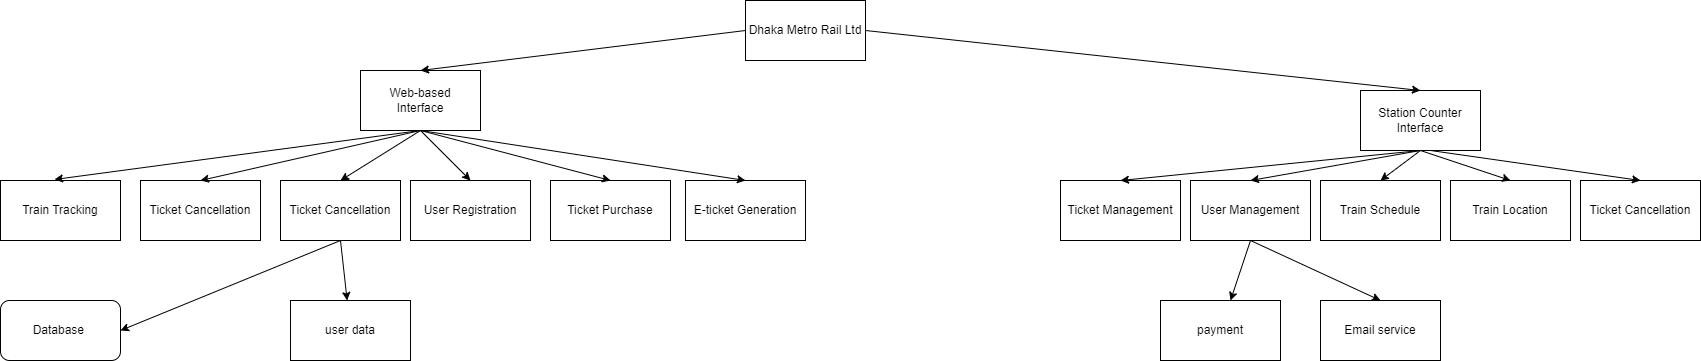 Dhaka Metro Rail Ltd
Web-based
Interface
Station Counter
Interface
Train Tracking
Ticket Cancellation
Ticket Cancellation
User Registration
Ticket Purchase
E-ticket Generation
Ticket Management
User Management
Train Schedule
Train Location
Ticket Cancellation
Database
user data
payment
Email service